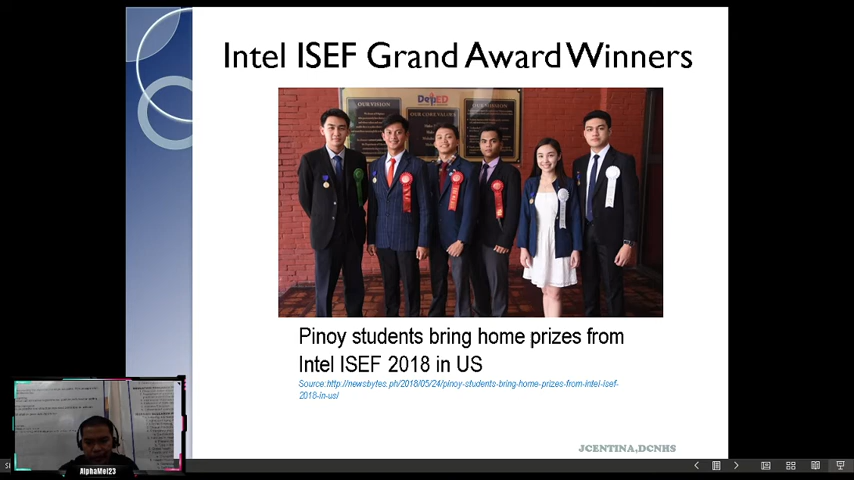 Intel ISEF Grand Award Winners
DepED
OUR VISION
OUR CORE VALUES
OUR MISSION
Pinoy students bring home prizes from
Intel ISEF 2018 in US
Source:http://newsbytes.ph/2018/05/24/pinoy-students-bring-home-prizes-from-intel-isef-
2018-in-us/
JCENTINA,DCNHS
AlphaMel23